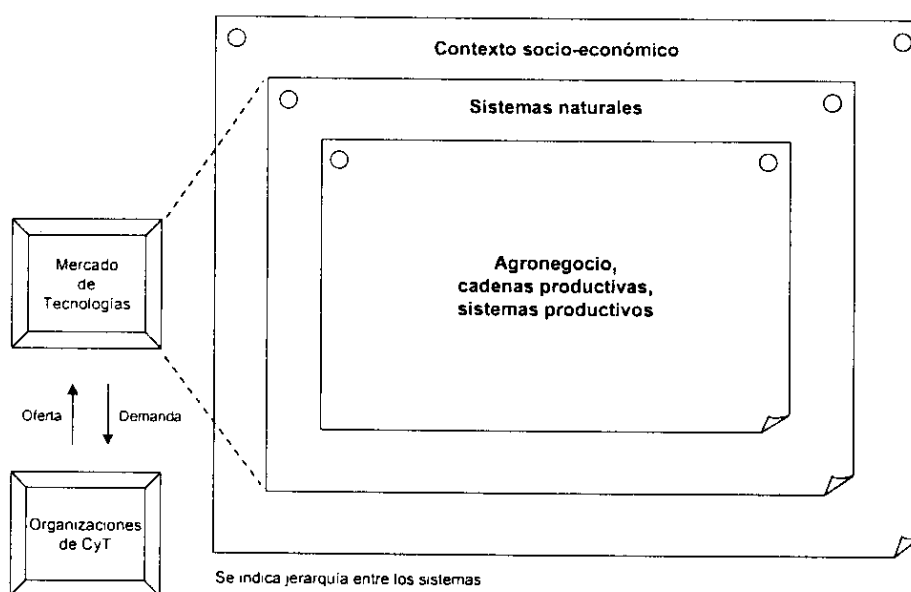 Contexto socio-económico
Sistemas naturales
Agronegocio,
cadenas productivas,
sistemas productivos
Mercado
de
Tecnologías
Oferta
Demanda
Organizaciones
de CyT
Se indica jerarquía entre los sistemas